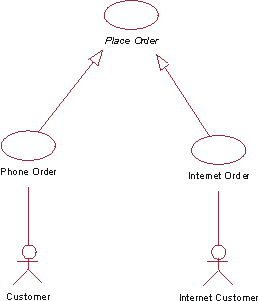 Place Order
Phone Order
Internet Order
Customer
Internet Customer